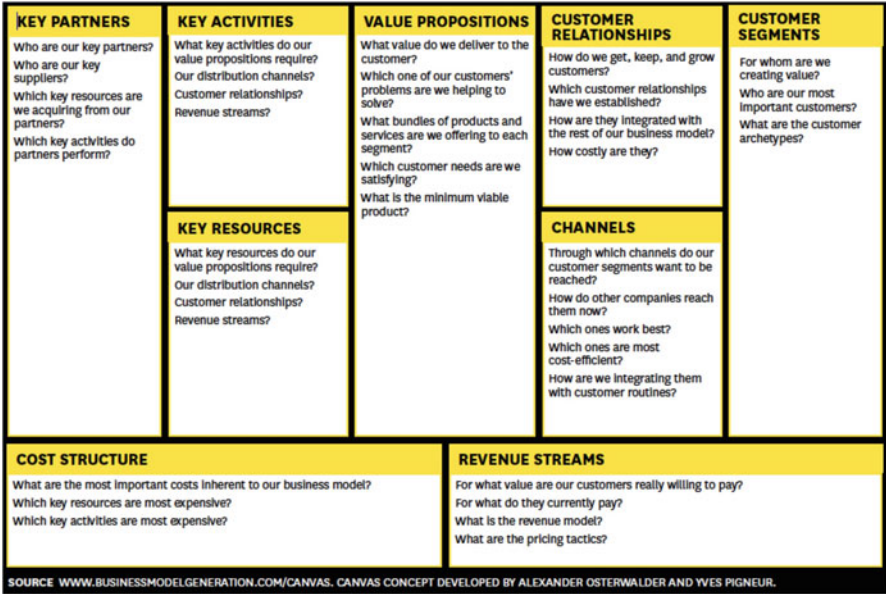 KEY PARTNERS
Who are our key partners?
Who are our key
suppliers?
Which key resources are
we acquiring from our
partners?
Which key activities do
partners perform?
KEY ACTIVITIES
What key activities do our
value propositions require?
Our distribution channels?
Customer relationships?
Revenue streams?
KEY RESOURCES
What key resources do our
value propositions require?
Our distribution channels?
Customer relationships?
Revenue streams?
VALUE PROPOSITIONS
What value do we deliver to the
customer?
Which one of our customers'
problems are we helping to
solve?
What bundles of products and
services are we offering to each
segment?
Which customer needs are we
satisfying?
What is the minimum viable
product?
CUSTOMER
RELATIONSHIPS
How do we get, keep, and grow
customers?
Which customer relationships
have we established?
How are they integrated with
the rest of our business model?
How costly are they?
CHANNELS
Through which channels do our
customer segments want to be
reached?
How do other companies reach
them now?
Which ones work best?
Which ones are most
cost-efficient?
How are we integrating them
with customer routines?
CUSTOMER
SEGMENTS
For whom are we
creating value?
Who are our most
important customers?
What are the customer
archetypes?
COST STRUCTURE
What are the most important costs inherent to our business model?
Which key resources are most expensive?
Which key activities are most expensive?
REVENUE STREAMS
For what value are our customers really willing to pay?
For what do they currently pay?
What is the revenue model?
What are the pricing tactics?
SOURCE WWW.BUSINESSMODELGENERATION.COM/CANVAS. CANVAS CONCEPT DEVELOPED BY ALEXANDER OSTERWALDER AND YVES PIGNEUR.